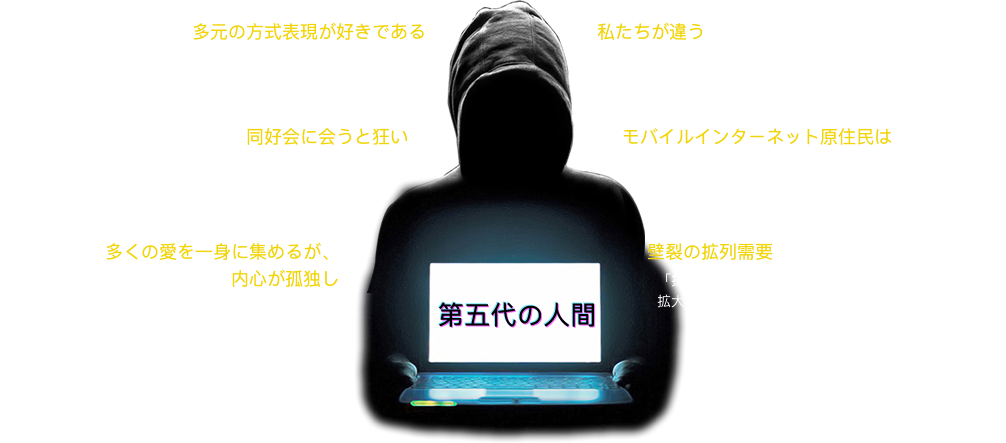 多元の方式表現が好きである
私たちが違う
同好会に会うと狂い
モバイルインターネット原住民は
多くの愛を一身に集めるが、
内心が孤独し
壁裂の拡列需要
拡大
第五代の人間